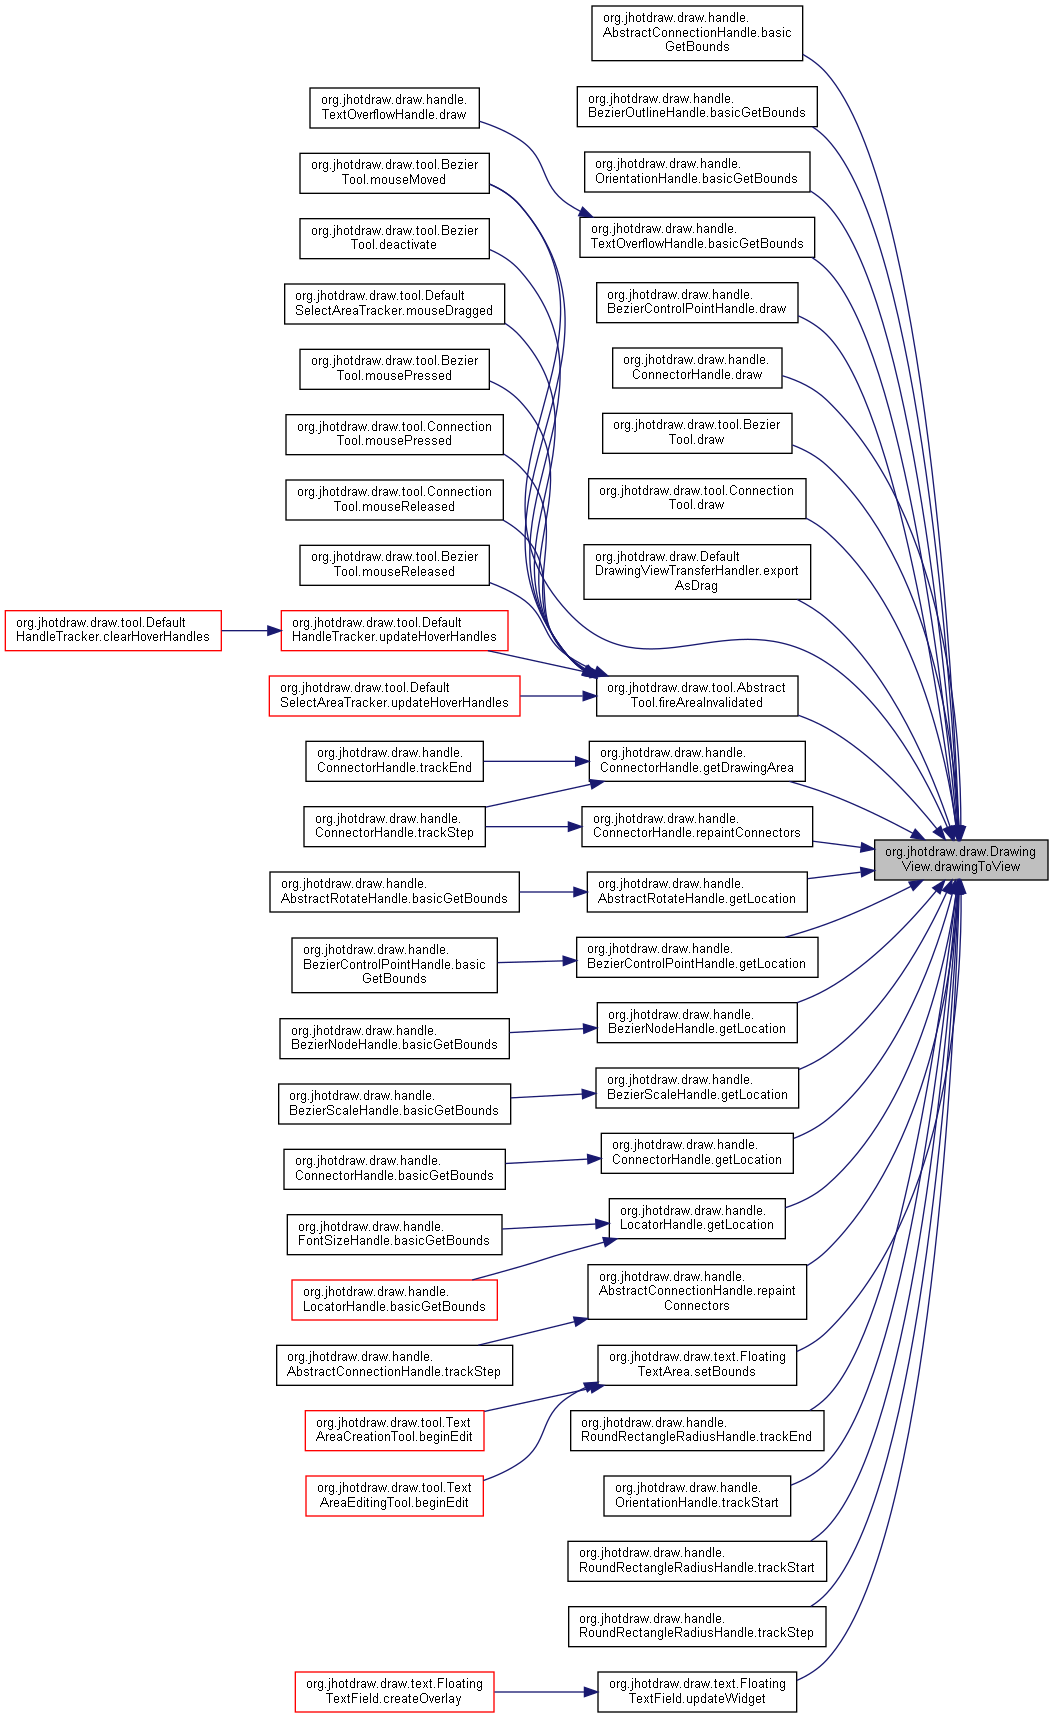 org.jhotdraw.draw.handle.
AbstractConnectionHandle.basic
GetBounds
org.jhotdraw.draw.handle.
TextOverflowHandle.draw
org.jhotdraw.draw.handle.
BezierOutlineHandle.basicGetBounds
org.jhotdraw.draw.tool.Bezier
Tool.mouseMoved
org.jhotdraw.draw.handle.
OrientationHandle.basicGetBounds
org.jhotdraw.draw.tool.Bezier
Tool.deactivate
org.jhotdraw.draw.handle.
TextOverflowHandle.basicGetBounds
org.jhotdraw.draw.tool.Default
SelectAreaTracker.mouseDragged
org.jhotdraw.draw.handle.
BezierControlPointHandle.draw
org.jhotdraw.draw.tool.Bezier
Tool.mousePressed
org.jhotdraw.draw.handle.
ConnectorHandle.draw
org.jhotdraw.draw.tool.Connection
Tool.mousePressed
org.jhotdraw.draw.tool.Bezier
Tool.draw
org.jhotdraw.draw.tool.Connection
Tool.mouseReleased
org.jhotdraw.draw.tool.Connection
Tool.draw
org.jhotdraw.draw.tool.Bezier
Tool.mouseReleased
org.jhotdraw.draw.Default
DrawingViewTransferHandler.export
AsDrag
org.jhotdraw.draw.tool.Default
HandleTracker.clearHoverHandles
org.jhotdraw.draw.tool.Default
HandleTracker.updateHoverHandles
org.jhotdraw.draw.tool.Default
SelectAreaTracker.updateHoverHandles
org.jhotdraw.draw.tool.Abstract
Tool.fireAreaInvalidated
org.jhotdraw.draw.handle.
ConnectorHandle.trackEnd
org.jhotdraw.draw.handle.
ConnectorHandle.getDrawingArea
org.jhotdraw.draw.handle.
ConnectorHandle.trackStep
org.jhotdraw.draw.handle.
ConnectorHandle.repaintConnectors
org.jhotdraw.draw.Drawing
View.drawingToView
org.jhotdraw.draw.handle.
AbstractRotateHandle.basicGetBounds
org.jhotdraw.draw.handle.
AbstractRotateHandle.getLocation
org.jhotdraw.draw.handle.
BezierControlPointHandle.basic
GetBounds
org.jhotdraw.draw.handle.
BezierControlPointHandle.getLocation
org.jhotdraw.draw.handle.
BezierNodeHandle.basicGetBounds
org.jhotdraw.draw.handle.
BezierNodeHandle.getLocation
org.jhotdraw.draw.handle.
BezierScaleHandle.basicGetBounds
org.jhotdraw.draw.handle.
BezierScaleHandle.getLocation
org.jhotdraw.draw.handle.
ConnectorHandle.basicGetBounds
org.jhotdraw.draw.handle.
ConnectorHandle.getLocation
org.jhotdraw.draw.handle.
FontSizeHandle.basicGetBounds
org.jhotdraw.draw.handle.
LocatorHandle.getLocation
org.jhotdraw.draw.handle.
LocatorHandle.basicGetBounds
org.jhotdraw.draw.handle.
AbstractConnectionHandle.repaint
Connectors
org.jhotdraw.draw.handle.
AbstractConnectionHandle.trackStep
org.jhotdraw.draw.text.Floating
TextArea.setBounds
org.jhotdraw.draw.tool.Text
AreaCreationTool.beginEdit
org.jhotdraw.draw.handle.
RoundRectangleRadiusHandle.trackEnd
org.jhotdraw.draw.tool.Text
AreaEditingTool.beginEdit
org.jhotdraw.draw.handle.
OrientationHandle.trackStart
org.jhotdraw.draw.handle.
RoundRectangleRadiusHandle.trackStart
org.jhotdraw.draw.handle.
RoundRectangleRadiusHandle.trackStep
org.jhotdraw.draw.text.Floating
TextField.createOverlay
org.jhotdraw.draw.text.Floating
TextField.updateWidget